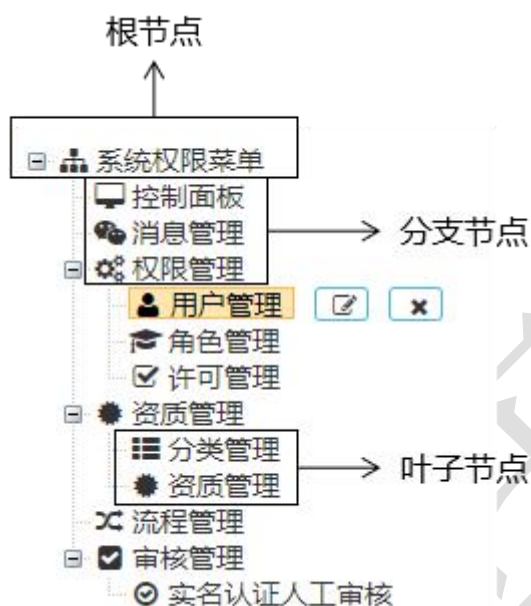 根节点
系统权限菜单
控制面板
消息管理
分支节点
权限管理
用户管理
角色管理
许可管理
资质管理
分类管理
叶子节点
资质管理
流程管理
审核管理
实名认证人工审核